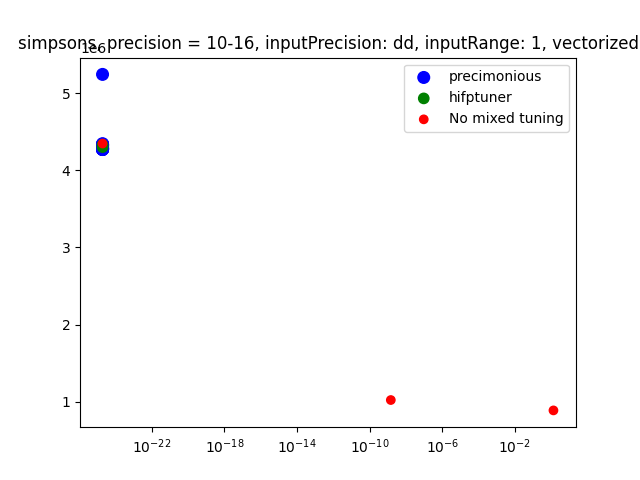 simpsons, precision = 10-16, inputPrecision: dd, inputRange: 1, vectorized
1e6
precimonious
hifptuner
No mixed tuning
5
4
3
2
1
10⁻²² 10⁻¹⁸ 10⁻¹⁴ 10⁻¹⁰ 10⁻⁶ 10⁻²